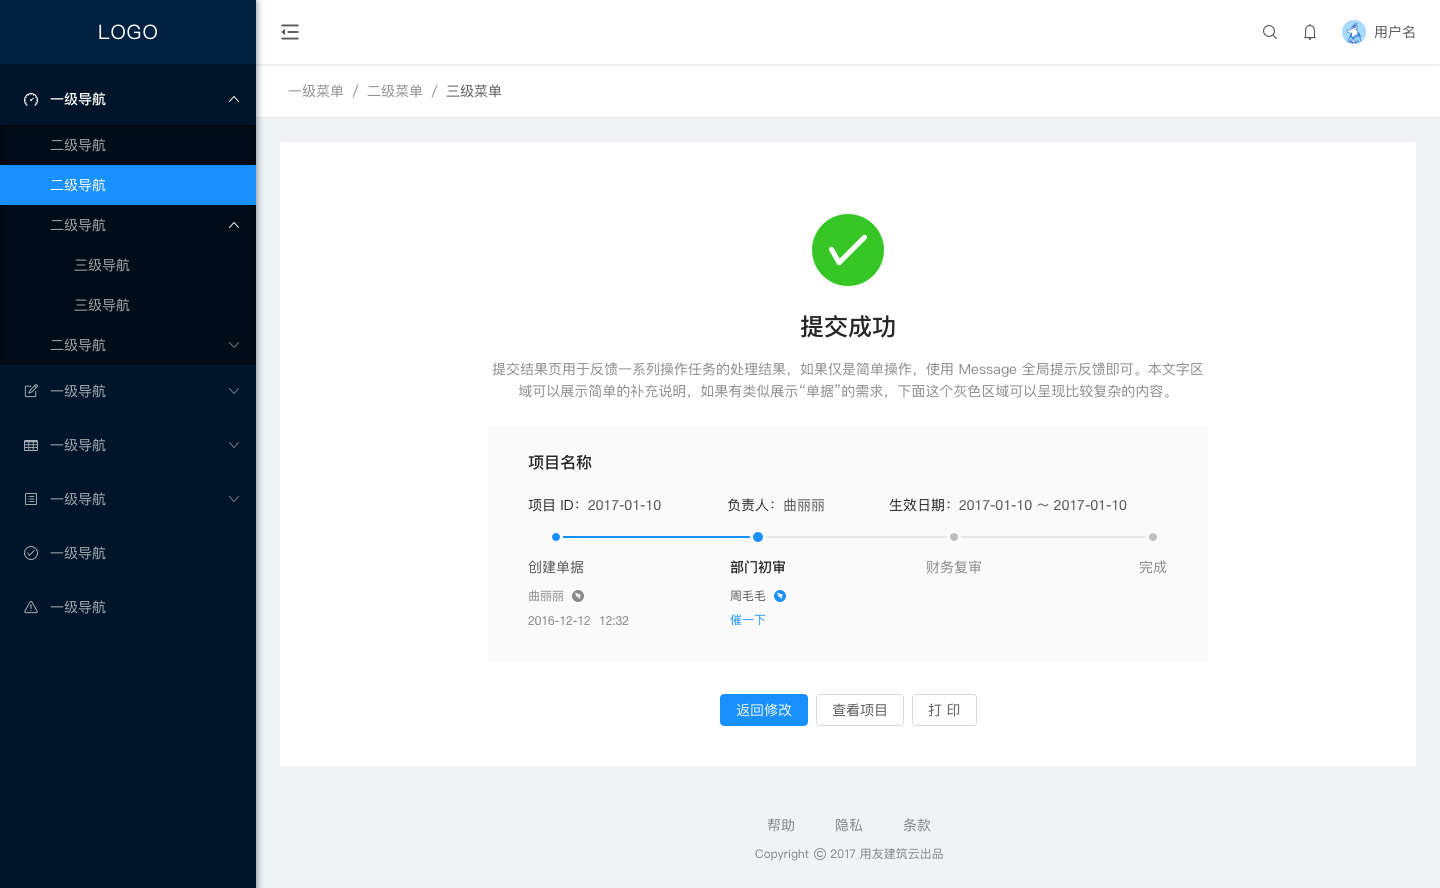 LOGO
用户名
一级菜单 / 二级菜单 / 三级菜单
一级导航
二级导航
二级导航
二级导航
三级导航
三级导航
二级导航
一级导航
一级导航
一级导航
一级导航
一级导航
提交成功
提交结果页用于反馈一系列操作任务的处理结果，如果仅是简单操作，使用 Message 全局提示反馈即可。本文字区
域可以展示简单的补充说明，如果有类似展示“单据”的需求，下面这个灰色区域可以呈现比较复杂的内容。
项目名称
项目 ID：2017-01-10 负责人：曲丽丽 生效日期：2017-01-10 ～ 2017-01-10
创建单据 部门初审 财务复审 完成
曲丽丽 周毛毛
2016-12-12 12:32 催一下
返回修改 查看项目 打 印
帮助 隐私 条款
Copyright © 2017 用友建筑云出品